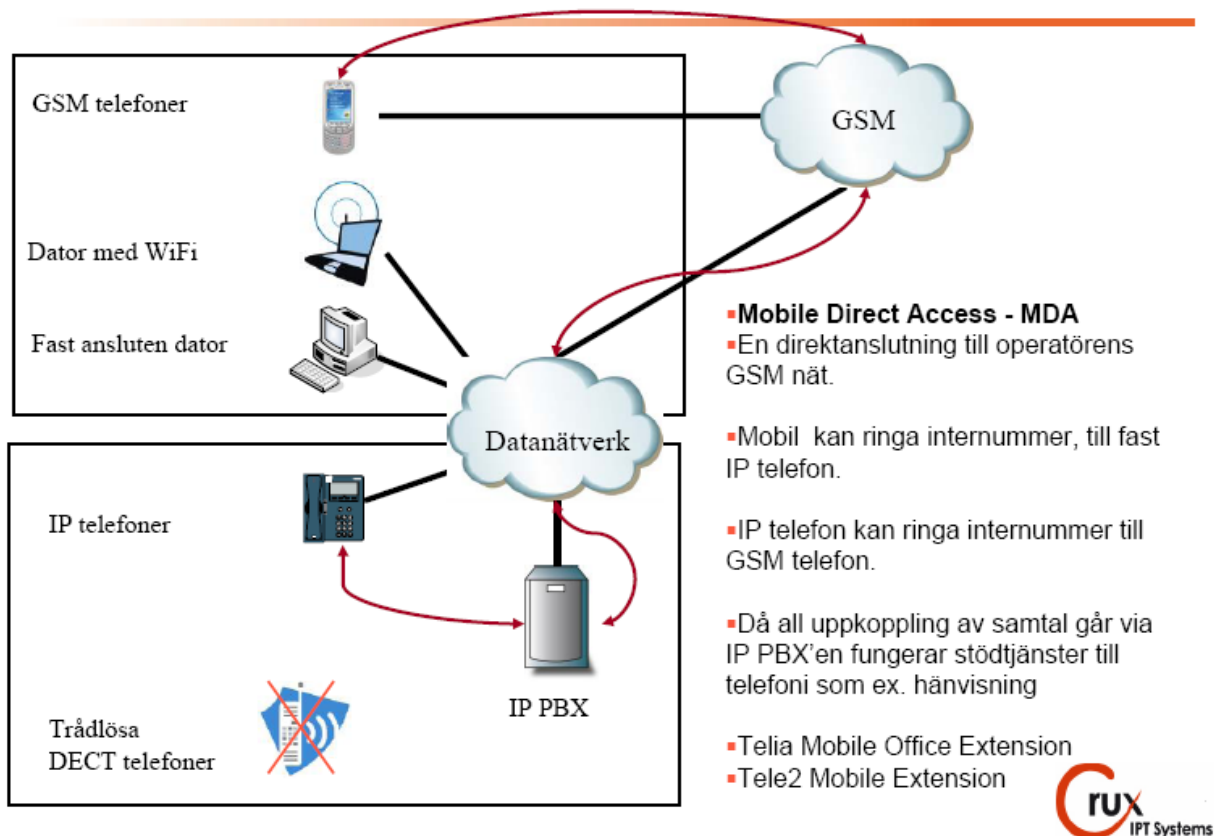 GSM telefoner
GSM
Dator med WiFi
Fast ansluten dator
Datanätverk
IP telefoner
IP PBX
Trådlösa
DECT telefoner
▪Mobile Direct Access - MDA
▪En direktanslutning till operatörens
GSM nät.
▪Mobil kan ringa internummer, till fast
IP telefon.
▪IP telefon kan ringa internummer till
GSM telefon.
▪Då all uppkoppling av samtal går via
IP PBX'en fungerar stödtjänster till
telefoni som ex. hänvisning
▪Telia Mobile Office Extension
▪Tele2 Mobile Extension
Crux
IPT Systems